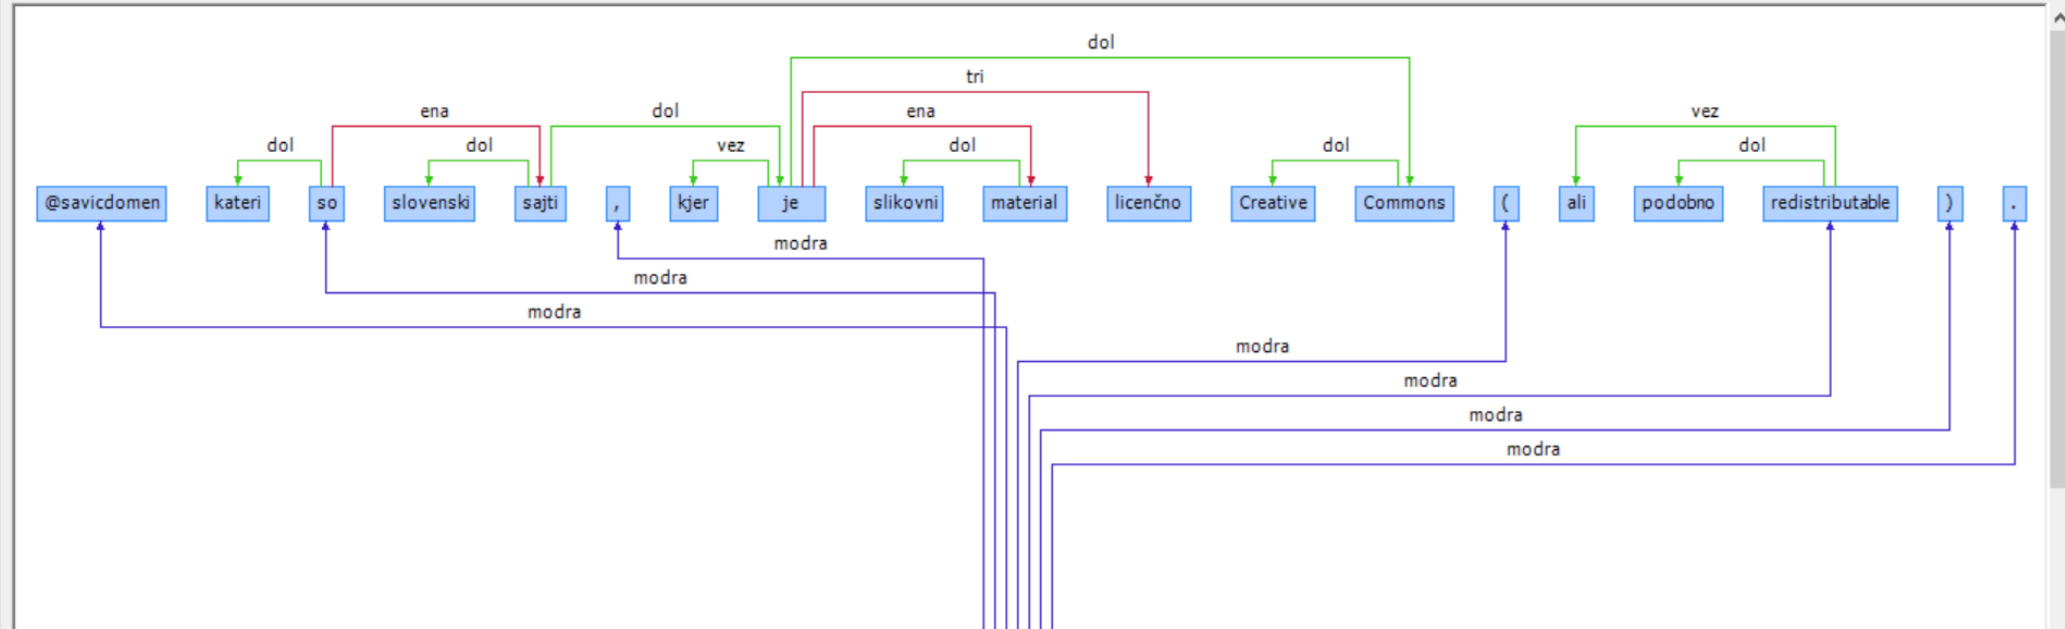 dol
tri
ena dol ena vez
dol dol vez dol dol dol
@savicdomen kateri so slovenski sajti , kjer je slikovni material licenčno Creative Commons ( ali podobno redistributable ) .
modra
modra
modra
modra
modra
modra
modra